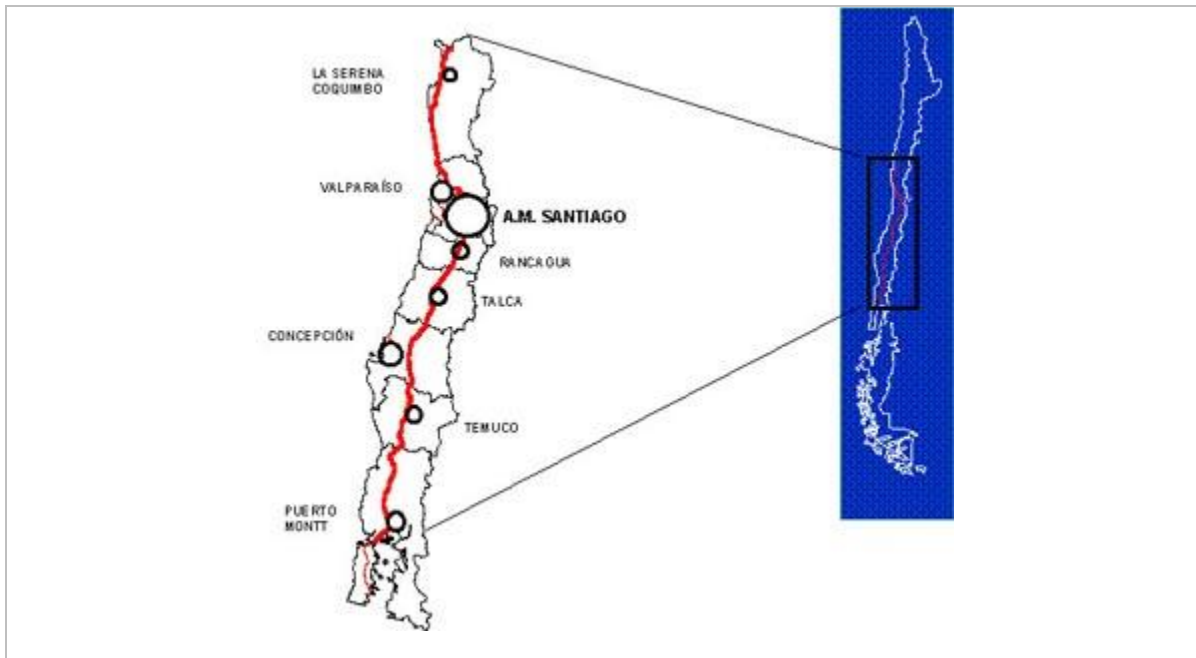 LA SERENA
COQUIMBO
VALPARAÍSO
A.M. SANTIAGO
RANCAGUA
TALCA
CONCEPCIÓN
TEMUCO
PUERTO
MONTT